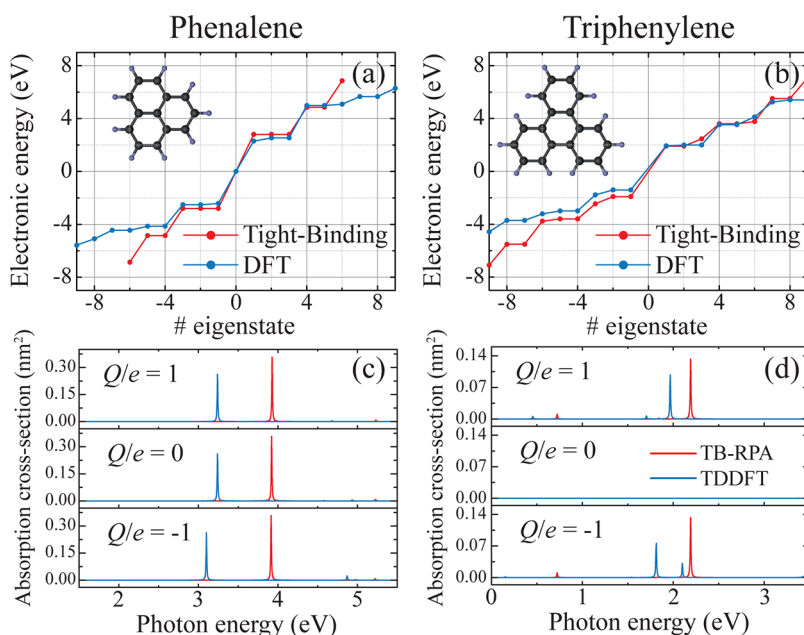 Phenalene
Triphenylene
Electronic energy (eV)
8
4
0
-4
-8
(a)
Tight-Binding
DFT
-8 -4 0 4 8
# eigenstate
Electronic energy (eV)
8
4
0
-4
-8
(b)
Tight-Binding
DFT
-8 -4 0 4 8
# eigenstate
Absorption cross-section (nm²)
0.30
0.15
0.00
Q/e = 1
(c)
0.30
0.15
0.00
Q/e = 0
0.30
0.15
0.00
Q/e = -1
2 3 4 5
Photon energy (eV)
Absorption cross-section (nm²)
0.14
0.07
0.00
Q/e = 1
(d)
0.14
0.07
0.00
Q/e = 0
TB-RPA
TDDFT
0.14
0.07
0.00
Q/e = -1
0 1 2 3
Photon energy (eV)